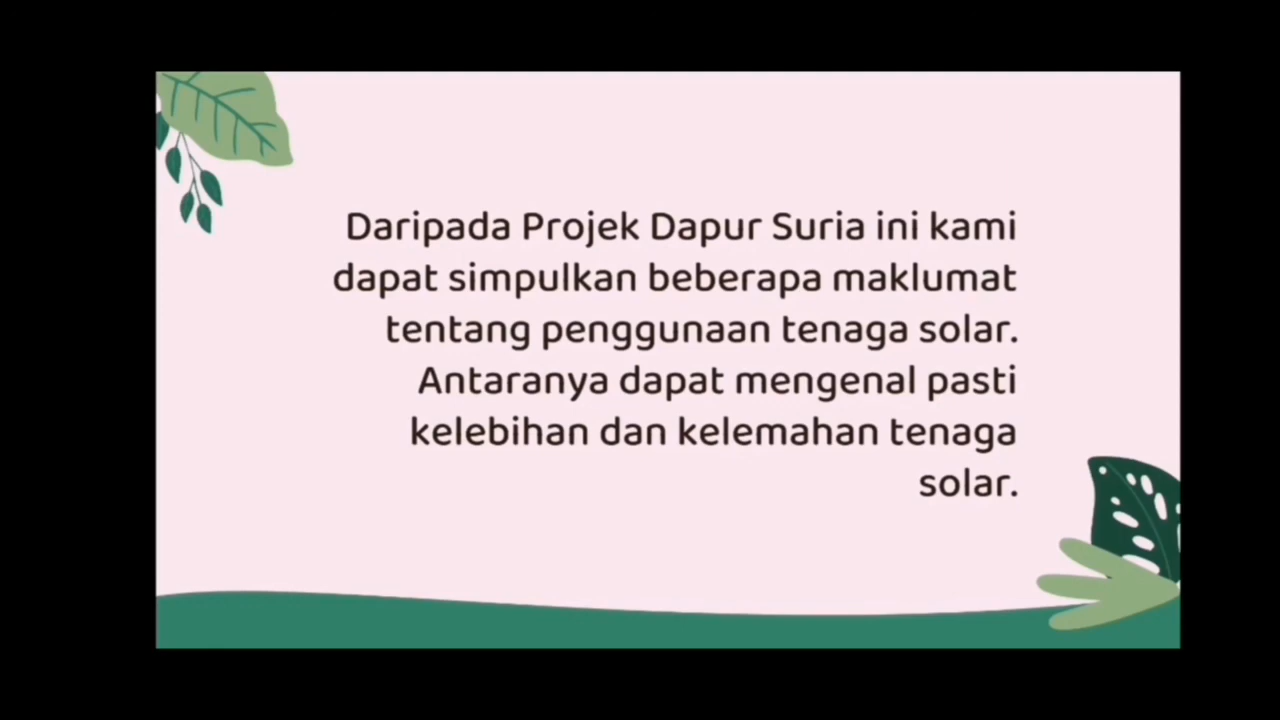 Daripada Projek Dapur Suria ini kami
dapat simpulkan beberapa maklumat
tentang penggunaan tenaga solar.
Antaranya dapat mengenal pasti
kelebihan dan kelemahan tenaga
solar.